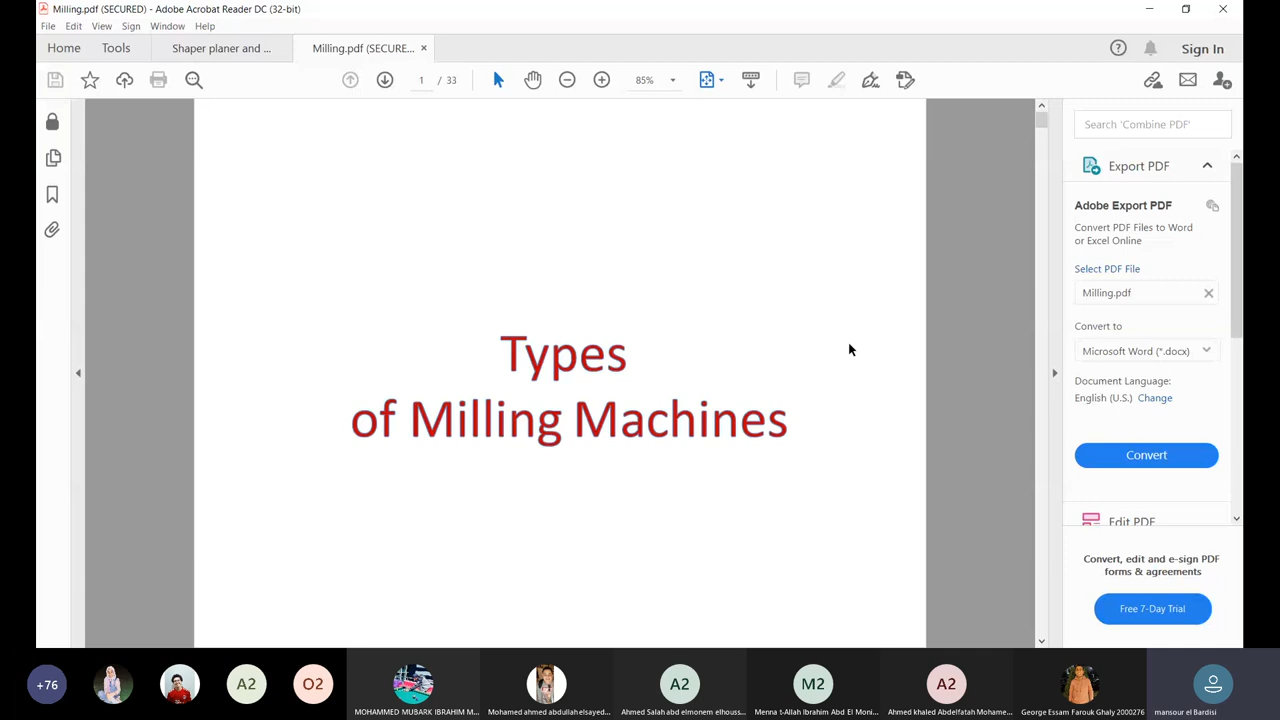 Milling.pdf (SECURED) - Adobe Acrobat Reader DC (32-bit)
File Edit View Sign Window Help
Home Tools Shaper planer and ... Milling.pdf (SECURE... × Sign In
1 / 33 85%
Types
of Milling Machines
Search 'Combine PDF'
Export PDF
Adobe Export PDF
Convert PDF Files to Word
or Excel Online
Select PDF File
Milling.pdf
Convert to
Microsoft Word (*.docx)
Document Language:
English (U.S.) Change
Convert
Edit PDF
Convert, edit and e-sign PDF
forms & agreements
Free 7-Day Trial
+76 A2 O2 A2 M2 A2
MOHAMMED MUBARK IBRAHIM M... Mohamed ahmed abdullah elsayed... Ahmed Salah abd elmonem elhouss... Menna t-Allah Ibrahim Abd El Moni... Ahmed khaled Abdelfatah Mohame... George Essam Farouk Ghaly 2000276 mansour el Bardisi